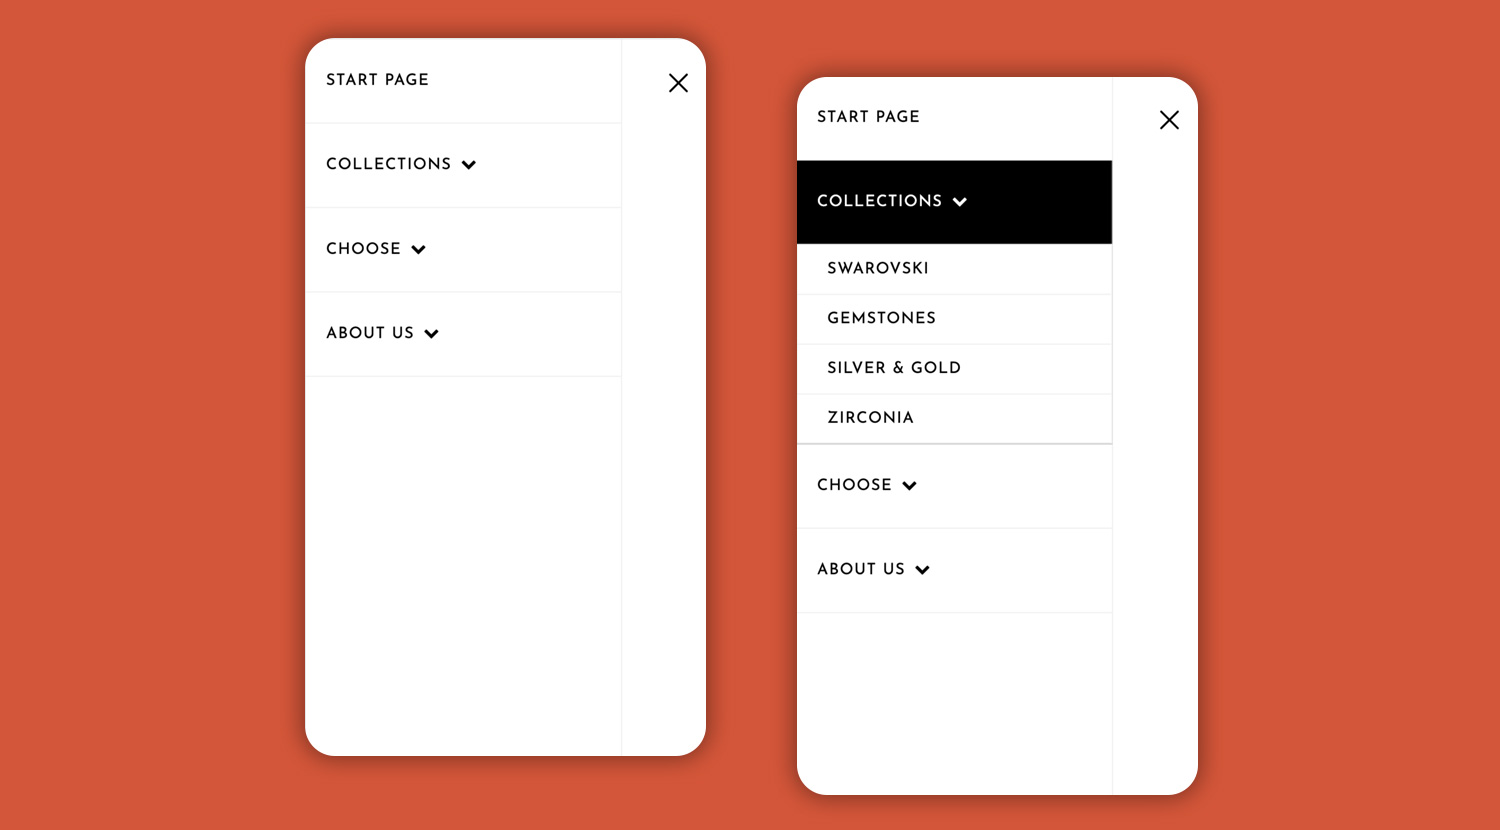 START PAGE
COLLECTIONS
CHOOSE
ABOUT US
START PAGE
COLLECTIONS
SWAROVSKI
GEMSTONES
SILVER & GOLD
ZIRCONIA
CHOOSE
ABOUT US